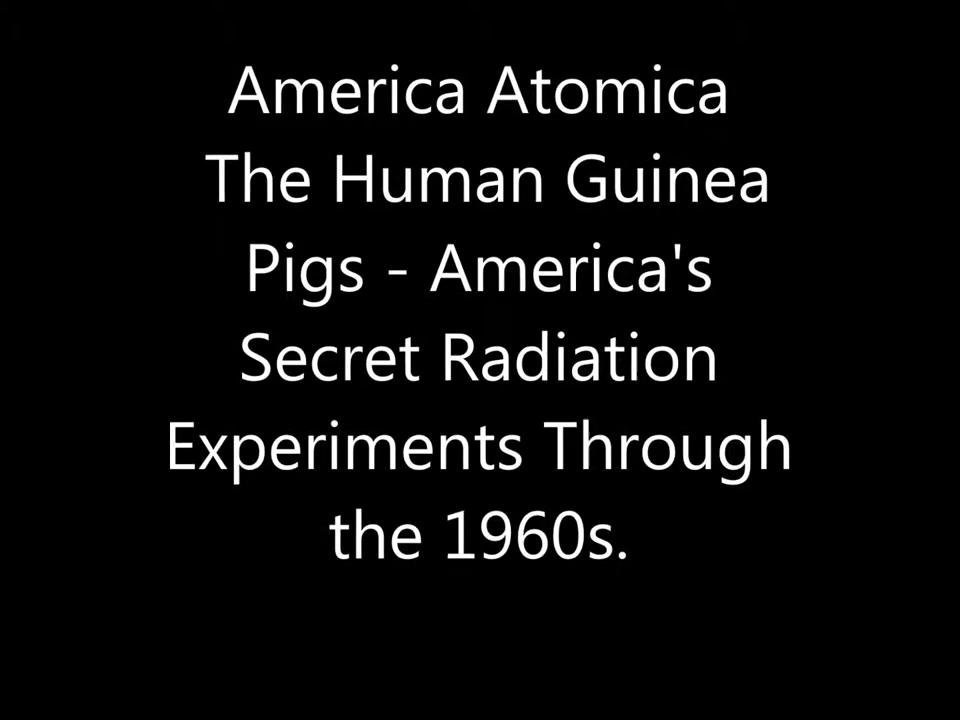 America Atomica
The Human Guinea
Pigs - America's
Secret Radiation
Experiments Through
the 1960s.